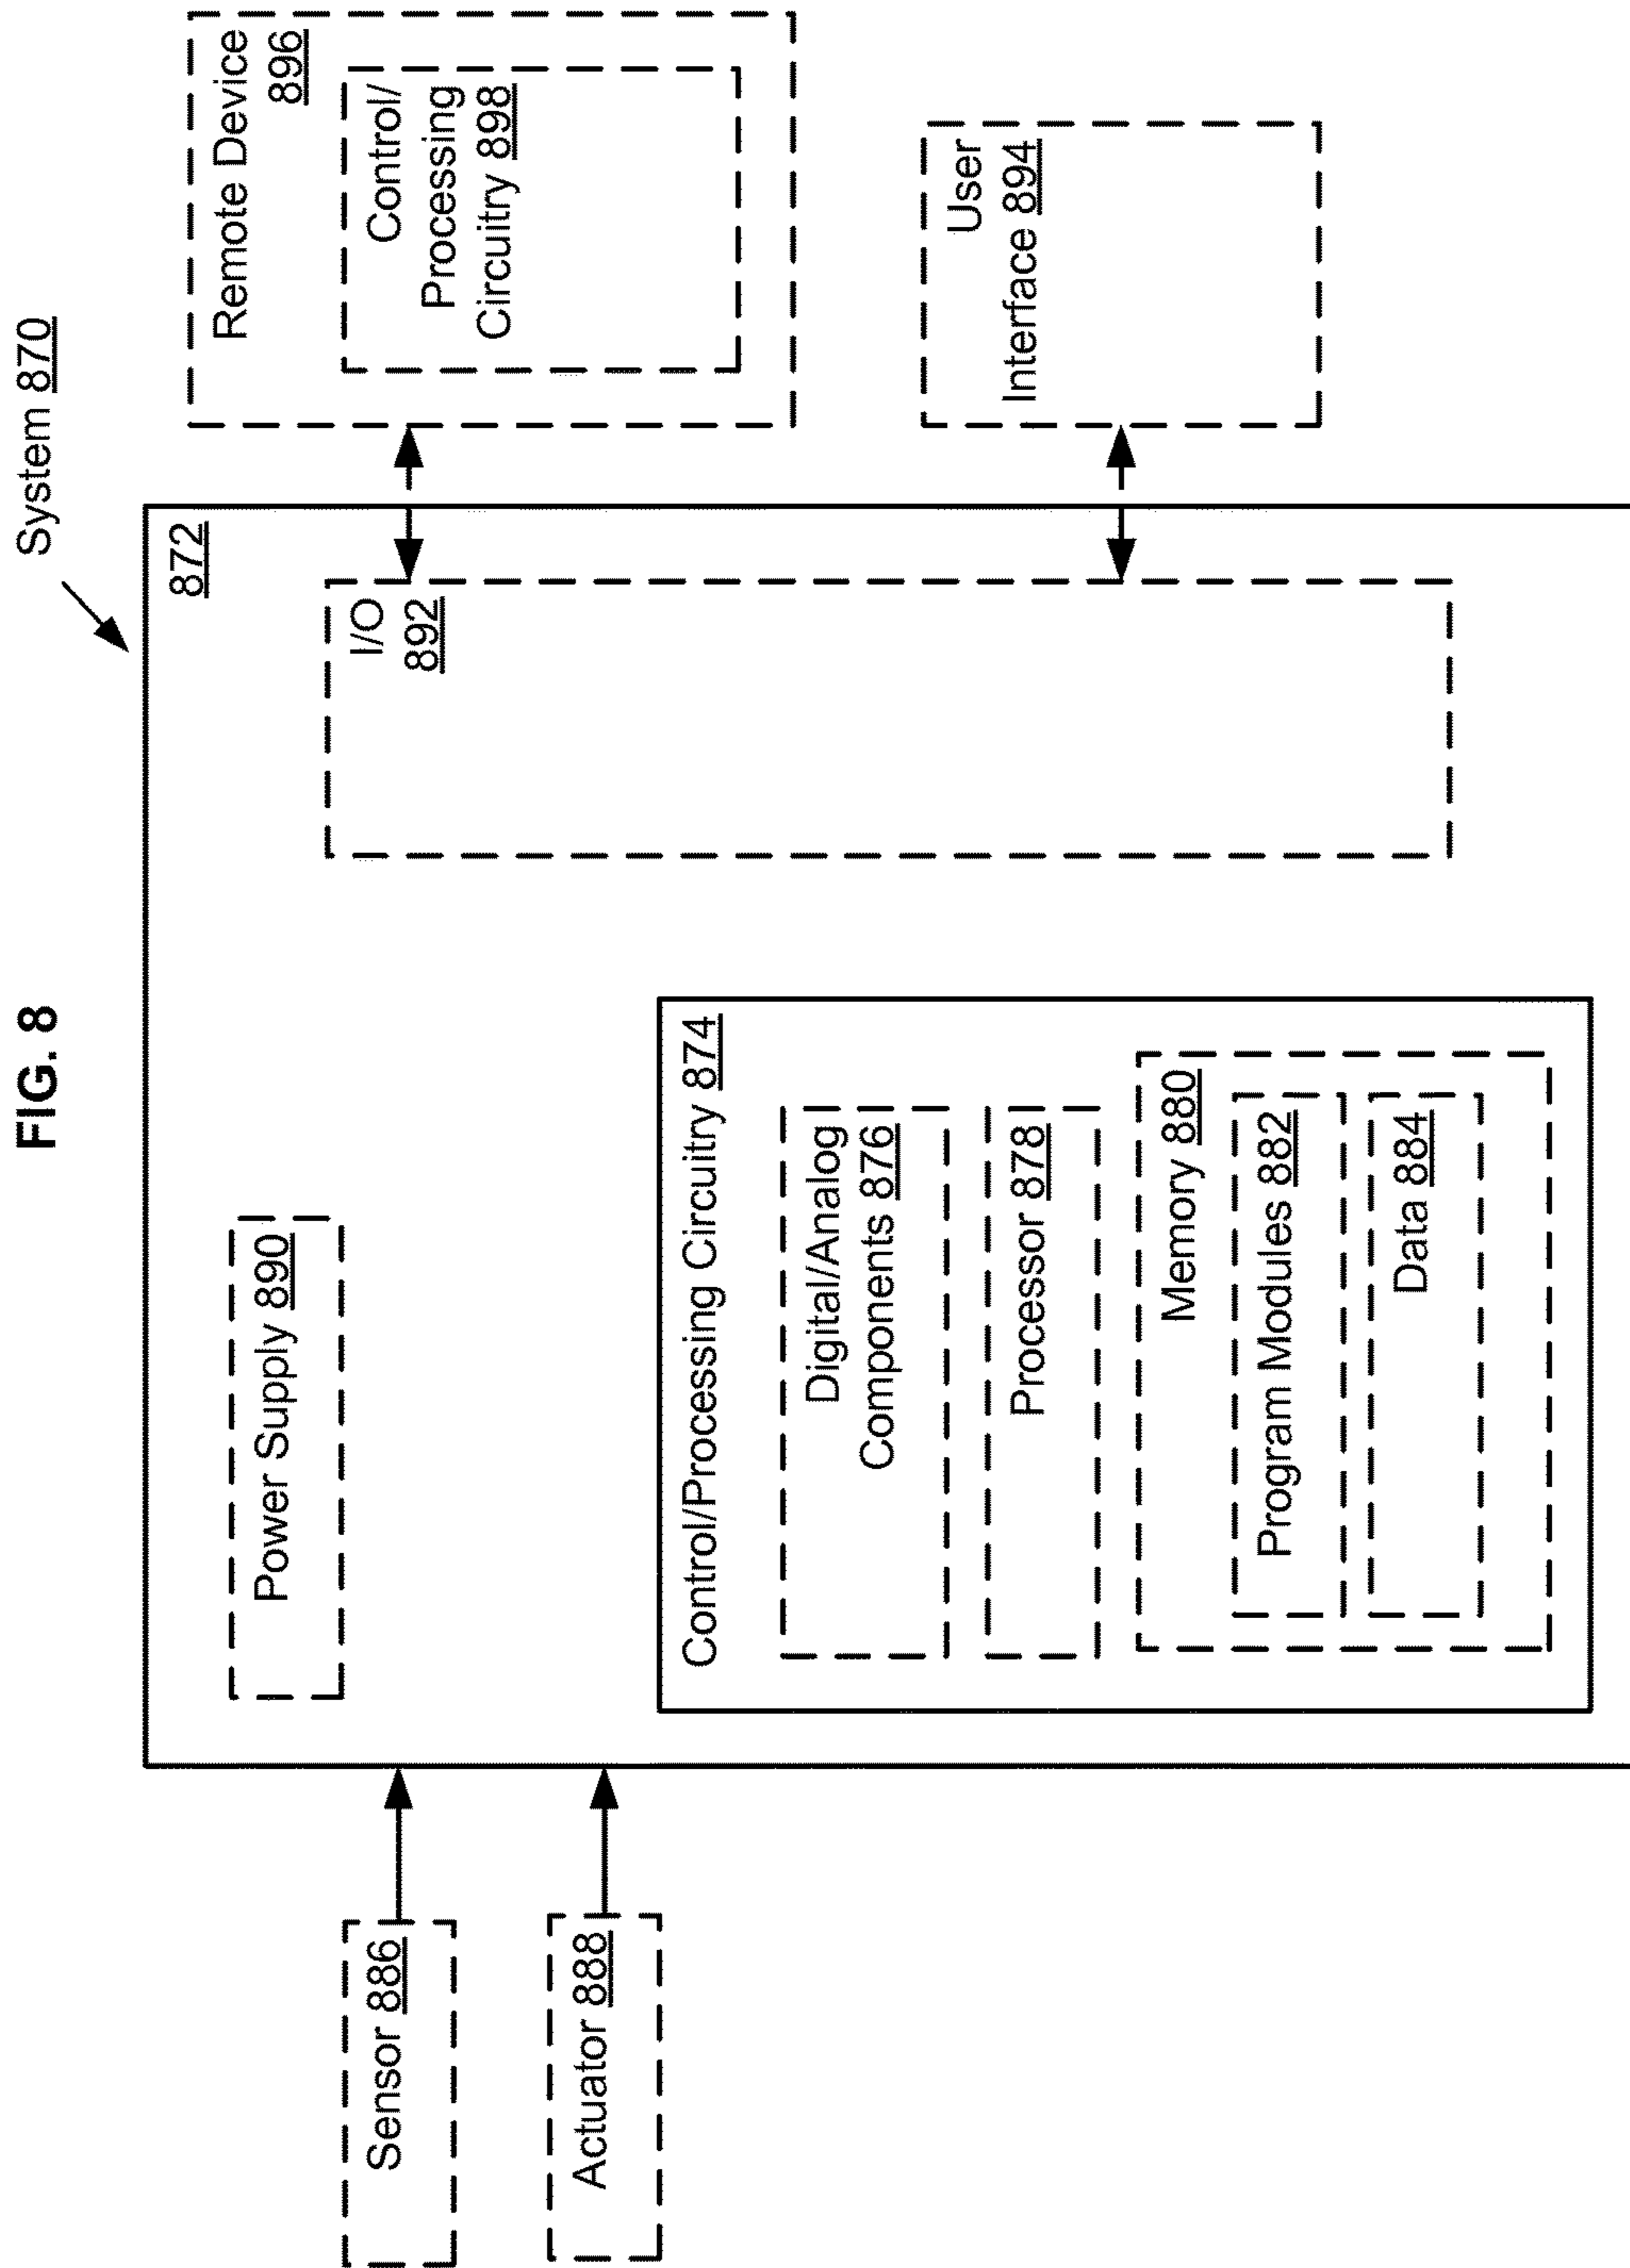 FIG. 8
System 870
872
Sensor 886
Actuator 888
Power Supply 890
Control/Processing Circuitry 874
Digital/Analog
Components 876
Processor 878
Memory 880
Program Modules 882
Data 884
I/O
892
Remote Device
896
Control/
Processing
Circuitry 898
User
Interface 894